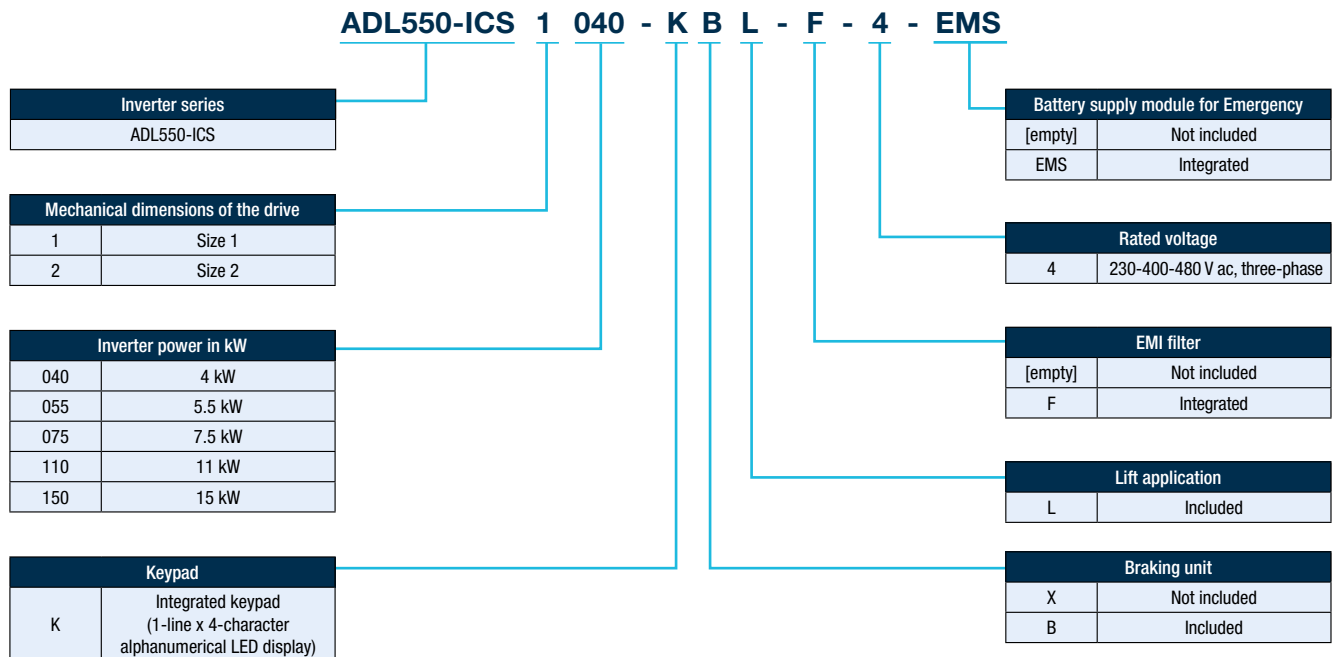 ADL550-ICS 1 040 - K B L - F - 4 - EMS
Inverter series
ADL550-ICS
Mechanical dimensions of the drive
1 Size 1
2 Size 2
Inverter power in kW
040 4 kW
055 5.5 kW
075 7.5 kW
110 11 kW
150 15 kW
Keypad
K Integrated keypad
(1-line x 4-character
alphanumerical LED display)
Battery supply module for Emergency
[empty] Not included
EMS Integrated
Rated voltage
4 230-400-480 V ac, three-phase
EMI filter
[empty] Not included
F Integrated
Lift application
L Included
Braking unit
X Not included
B Included